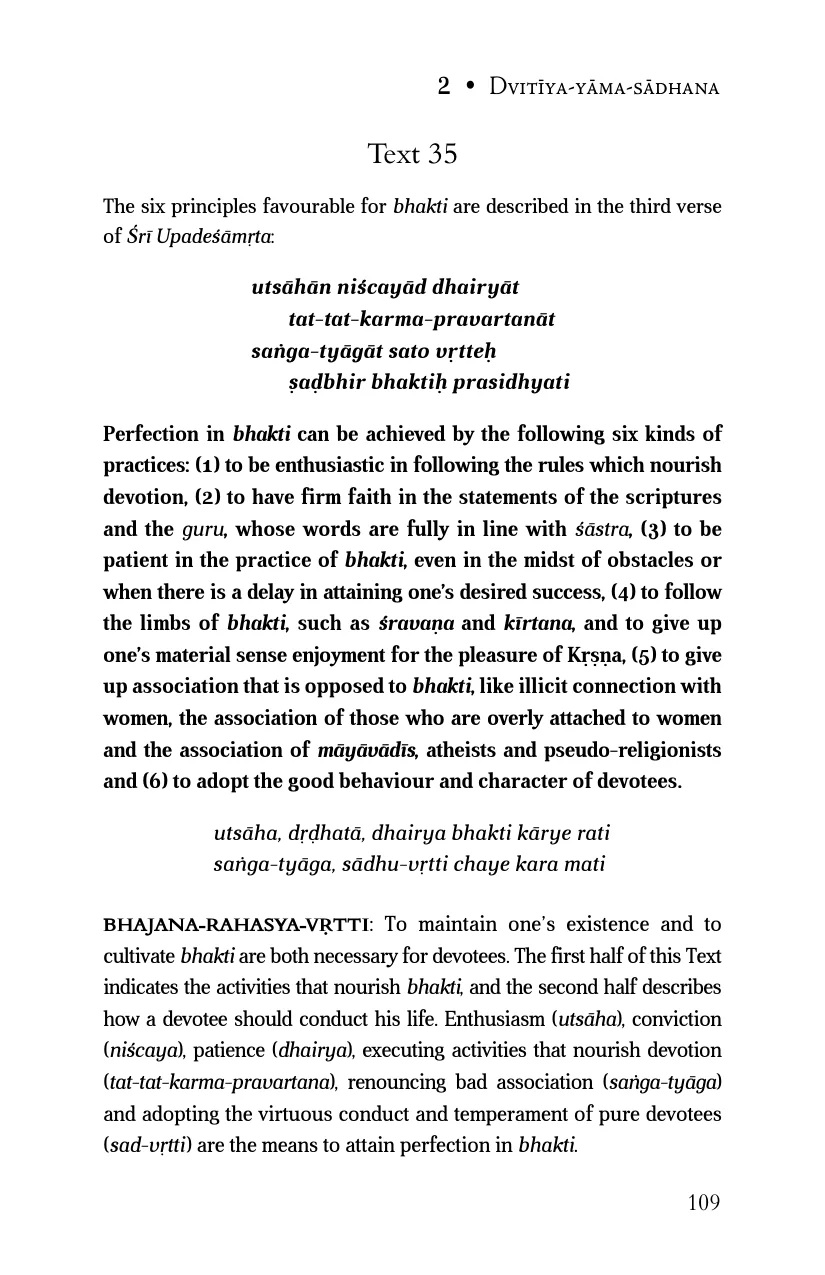 2 • Dvitīya-yāma-sādhana
Text 35
The six principles favourable for bhakti are described in the third verse
of Śrī Upadeśāmṛta:
utsāhān niścayād dhairyāt
tat-tat-karma-pravartanāt
saṅga-tyāgāt sato vṛtteḥ
ṣaḍbhir bhaktiḥ prasidhyati
Perfection in bhakti can be achieved by the following six kinds of
practices: (1) to be enthusiastic in following the rules which nourish
devotion, (2) to have firm faith in the statements of the scriptures
and the guru, whose words are fully in line with śāstra, (3) to be
patient in the practice of bhakti, even in the midst of obstacles or
when there is a delay in attaining one’s desired success, (4) to follow
the limbs of bhakti, such as śravaṇa and kīrtana, and to give up
one’s material sense enjoyment for the pleasure of Kṛṣṇa, (5) to give
up association that is opposed to bhakti, like illicit connection with
women, the association of those who are overly attached to women
and the association of māyāvādīs, atheists and pseudo-religionists
and (6) to adopt the good behaviour and character of devotees.
utsāha, dṛḍhatā, dhairya bhakti kārye rati
saṅga-tyāga, sādhu-vṛtti chaye kara mati
BHAJANA-RAHASYA-VṚTTI: To maintain one’s existence and to
cultivate bhakti are both necessary for devotees. The first half of this Text
indicates the activities that nourish bhakti, and the second half describes
how a devotee should conduct his life. Enthusiasm (utsāha), conviction
(niścaya), patience (dhairya), executing activities that nourish devotion
(tat-tat-karma-pravartana), renouncing bad association (saṅga-tyāga)
and adopting the virtuous conduct and temperament of pure devotees
(sad-vṛtti) are the means to attain perfection in bhakti.
109